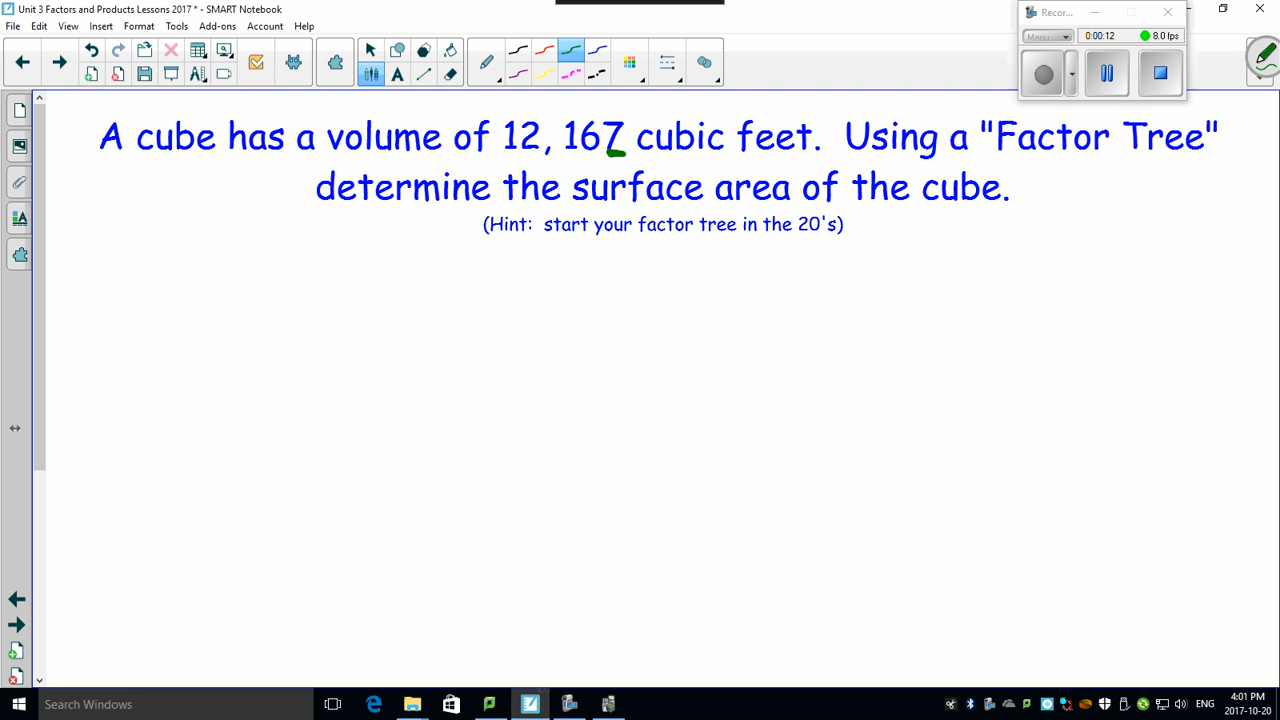 Unit 3 Factors and Products Lessons 2017 * - SMART Notebook
File Edit View Insert Format Tools Add-ons Account Help
Recor...
Menu 0:00:12 8.0 fps
A cube has a volume of 12, 167 cubic feet. Using a "Factor Tree"
determine the surface area of the cube.
(Hint: start your factor tree in the 20's)
Search Windows
ENG
4:01 PM
2017-10-20